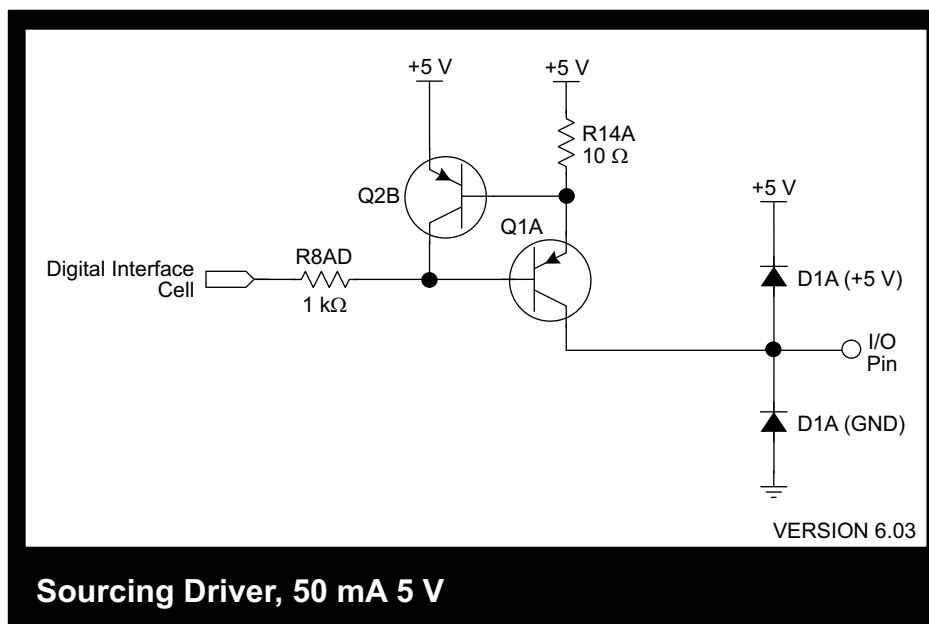 +5 V
+5 V
R14A
10 Ω
+5 V
Q2B
Q1A
R8AD
Digital Interface
Cell
1 kΩ
D1A (+5 V)
I/O
Pin
D1A (GND)
VERSION 6.03
Sourcing Driver, 50 mA 5 V